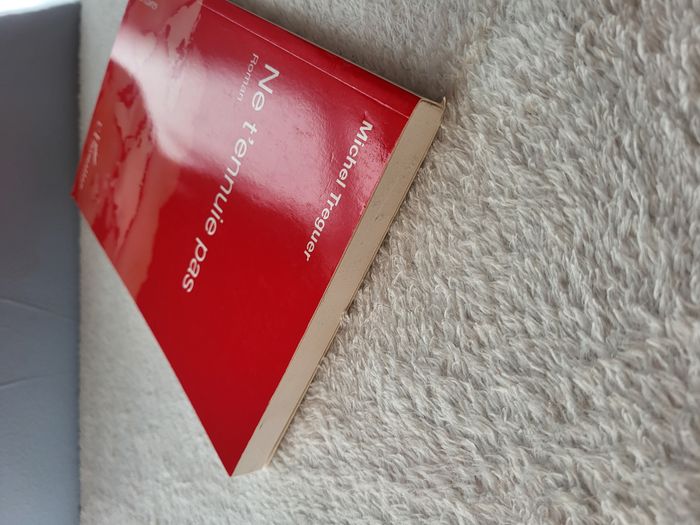 Michel Treguer
Ne t'ennuie pas
Roman